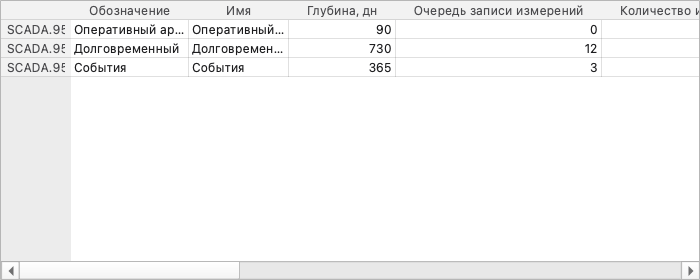 Обозначение Имя Глубина, дн Очередь записи измерений Количество и
SCADA.95 Оперативный ар... Оперативный... 90 0
SCADA.95 Долговременный Долговремен... 730 12
SCADA.95 События События 365 3